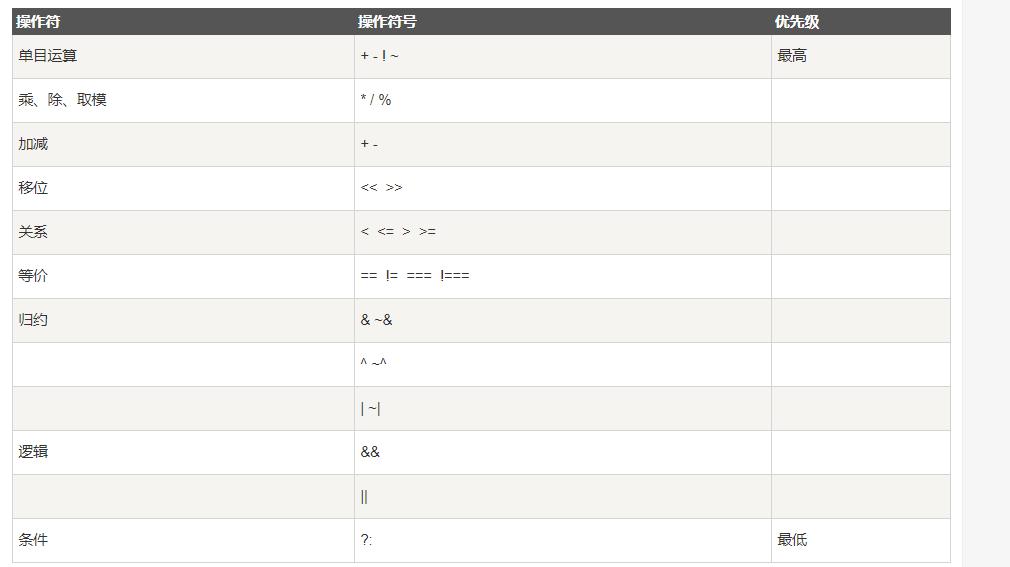 操作符 操作符号 优先级
单目运算 + - ! ~ 最高
乘、除、取模 * / %
加减 + -
移位 << >>
关系 < <= > >=
等价 == != === !===
归约 & ~&
^ ~^
| ~|
逻辑 &&
||
条件 ?: 最低